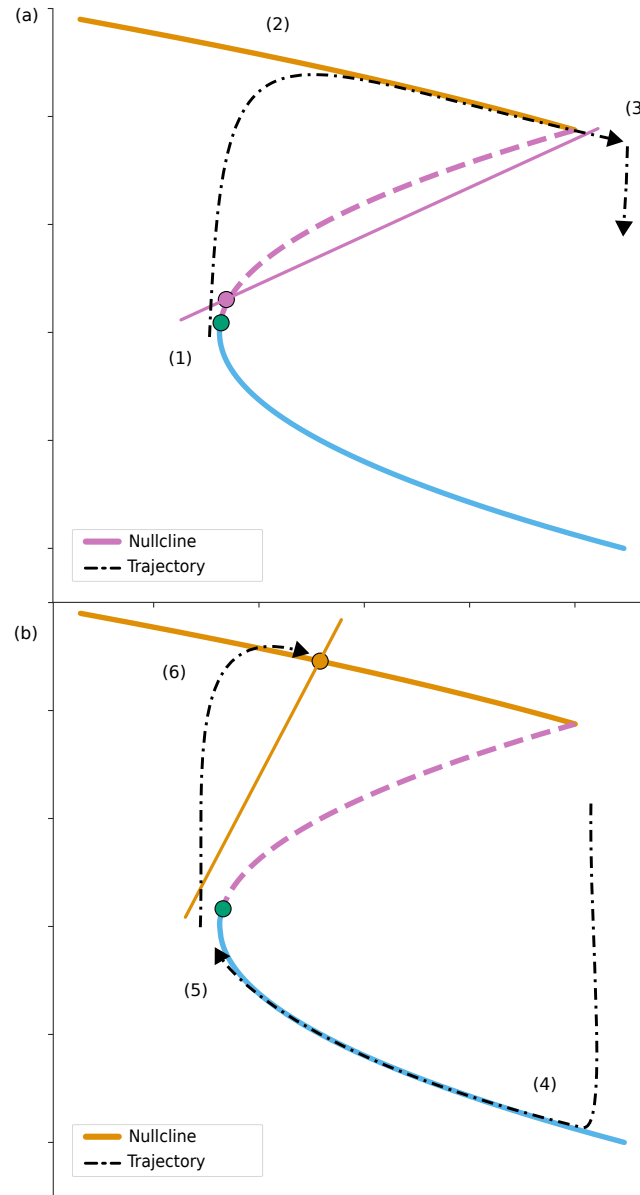 (a)
(2)
(3
(1)
Nullcline
Trajectory
(b)
(6)
(5)
(4)
Nullcline
Trajectory